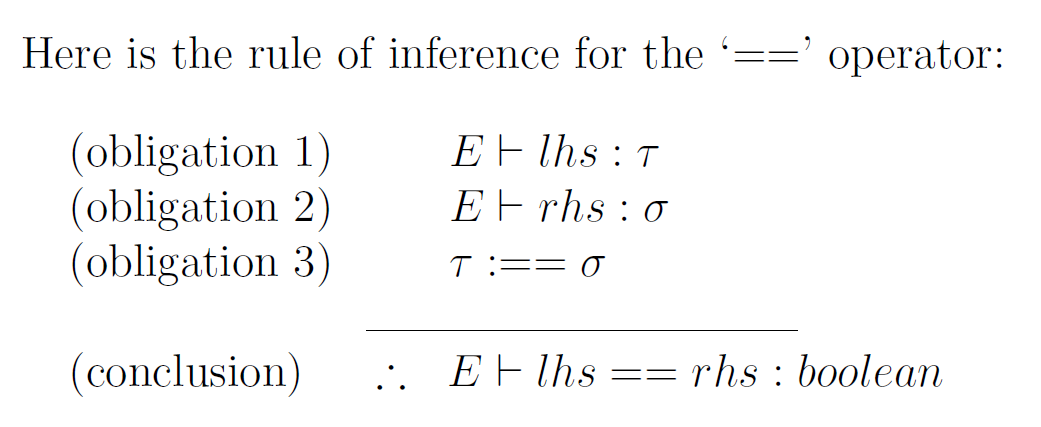 Here is the rule of inference for the ‘==’ operator:
(obligation 1) E ⊢ lhs : τ
(obligation 2) E ⊢ rhs : σ
(obligation 3) τ :== σ
(conclusion) ∴ E ⊢ lhs == rhs : boolean